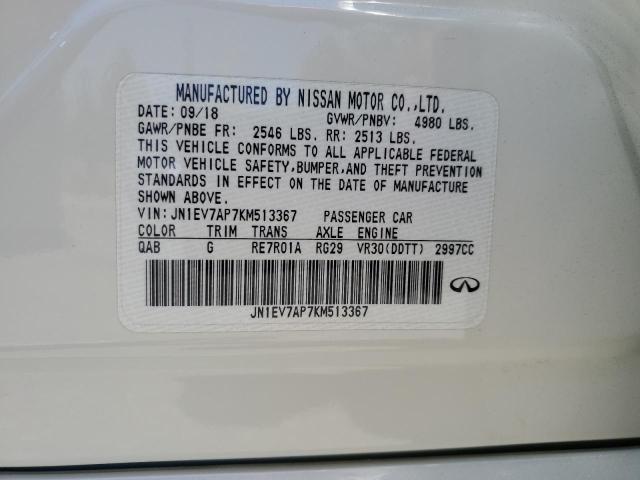 MANUFACTURED BY NISSAN MOTOR CO.,LTD.
DATE: 09/18 GVWR/PNBV: 4980 LBS.
GAWR/PNBE FR: 2546 LBS. RR: 2513 LBS.
THIS VEHICLE CONFORMS TO ALL APPLICABLE FEDERAL
MOTOR VEHICLE SAFETY,BUMPER,AND THEFT PREVENTION
STANDARDS IN EFFECT ON THE DATE OF MANUFACTURE
SHOWN ABOVE.
VIN: JN1EV7AP7KM513367 PASSENGER CAR
COLOR TRIM TRANS AXLE ENGINE
QAB G RE7R01A RG29 VR30(DDTT) 2997CC
JN1EV7AP7KM513367